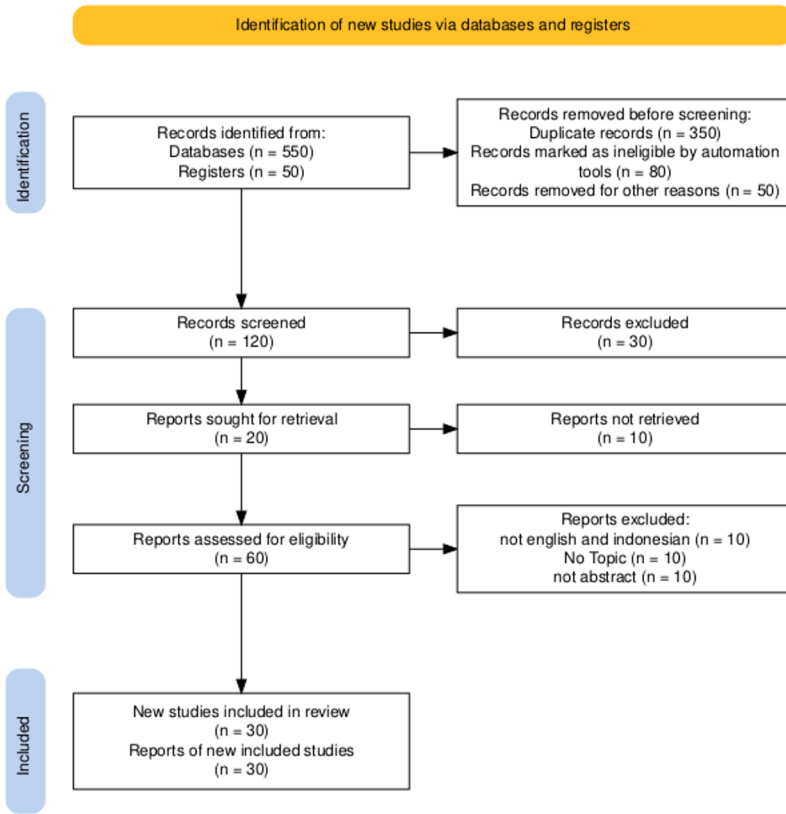 Identification of new studies via databases and registers
Identification
Records identified from:
Databases (n = 550)
Registers (n = 50)
Records removed before screening:
Duplicate records (n = 350)
Records marked as ineligible by automation
tools (n = 80)
Records removed for other reasons (n = 50)
Screening
Records screened
(n = 120)
Records excluded
(n = 30)
Reports sought for retrieval
(n = 20)
Reports not retrieved
(n = 10)
Reports assessed for eligibility
(n = 60)
Reports excluded:
not english and indonesian (n = 10)
No Topic (n = 10)
not abstract (n = 10)
Included
New studies included in review
(n = 30)
Reports of new included studies
(n = 30)